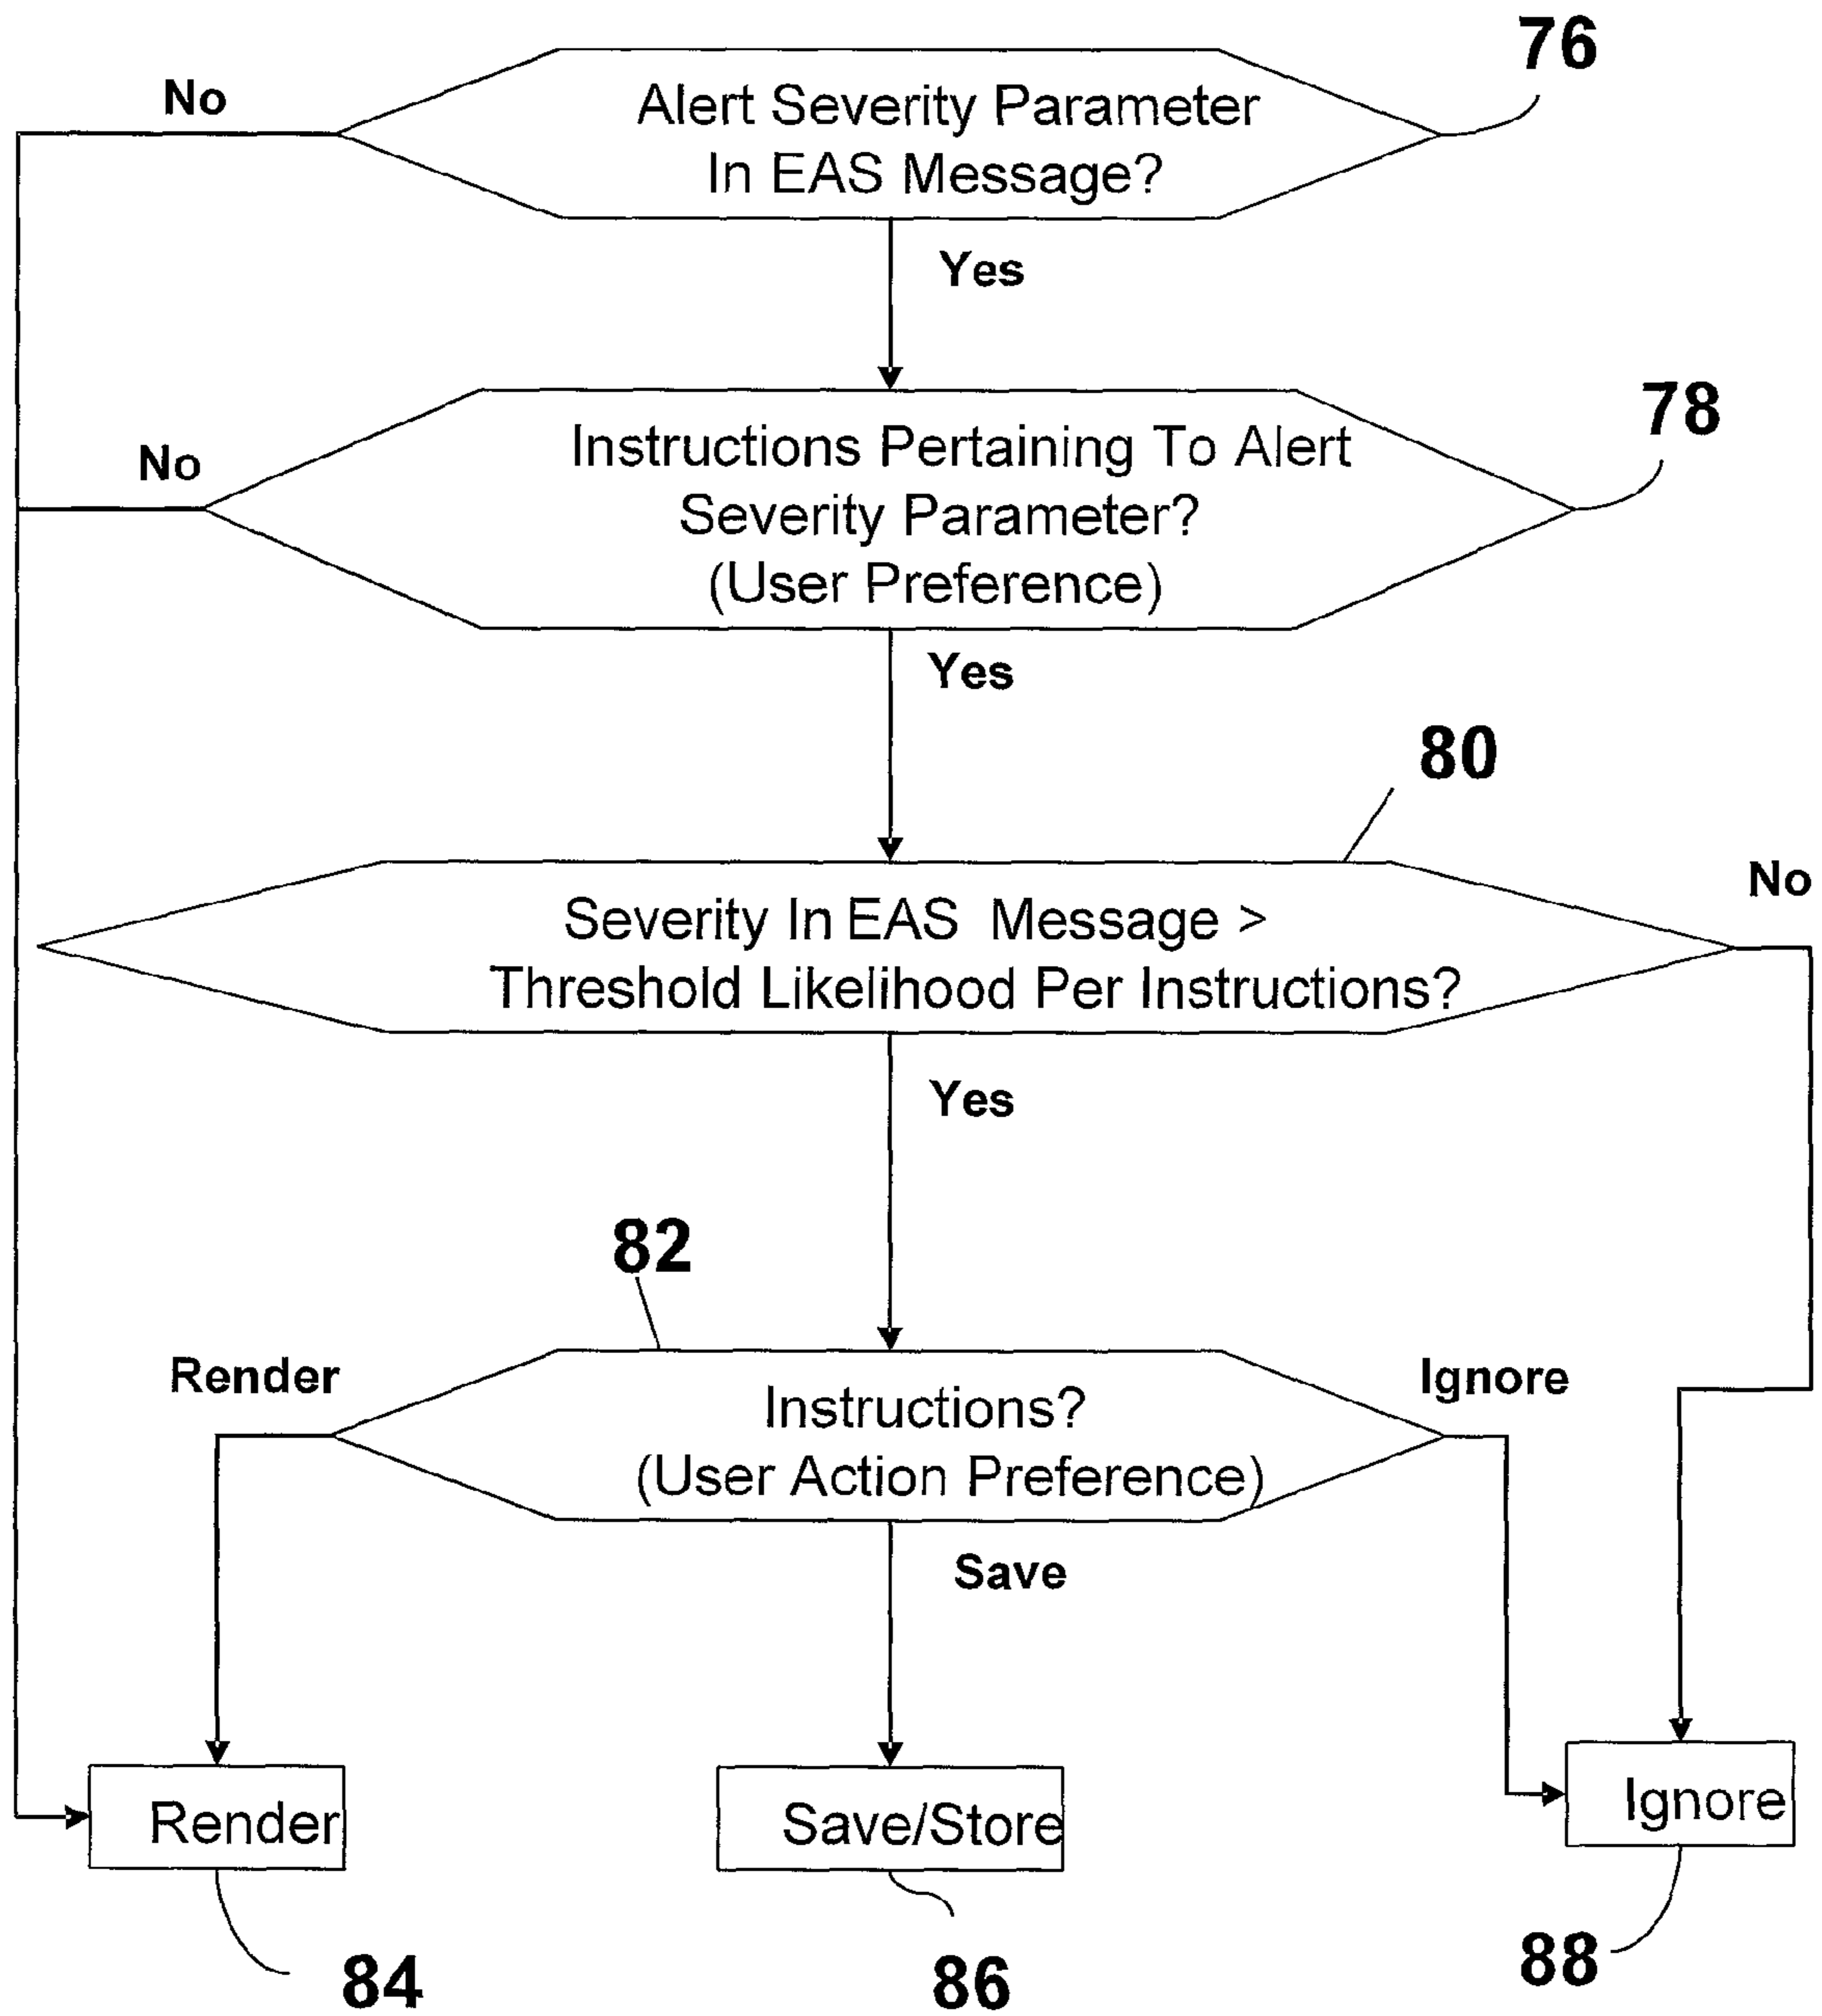 76
No
Alert Severity Parameter
In EAS Message?
Yes
78
No
Instructions Pertaining To Alert
Severity Parameter?
(User Preference)
Yes
80
No
Severity In EAS Message >
Threshold Likelihood Per Instructions?
Yes
82
Render
Ignore
Instructions?
(User Action Preference)
Save
Render
Save/Store
Ignore
84
86
88